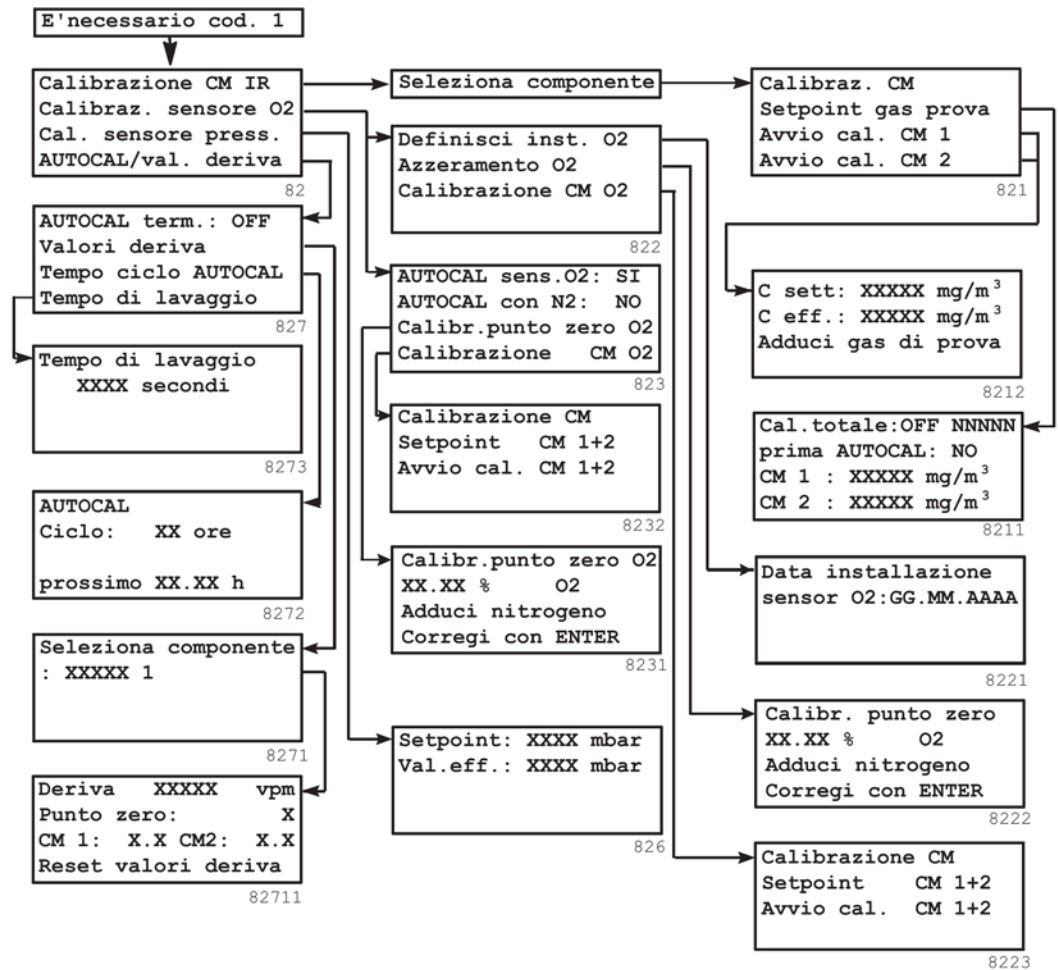 E'necessario cod. 1
Calibrazione CM IR
Calibraz. sensore O2
Cal. sensore press.
AUTOCAL/val. deriva
82
AUTOCAL term.: OFF
Valori deriva
Tempo ciclo AUTOCAL
Tempo di lavaggio
827
Tempo di lavaggio
XXXX secondi
8273
AUTOCAL
Ciclo: XX ore
prossimo XX.XX h
8272
Seleziona componente
: XXXXX 1
8271
Deriva XXXXX vpm
Punto zero: X
CM 1: X.X CM2: X.X
Reset valori deriva
82711
Seleziona componente
Definisci inst. O2
Azzeramento O2
Calibrazione CM O2
822
AUTOCAL sens.O2: SI
AUTOCAL con N2: NO
Calibr.punto zero O2
Calibrazione CM O2
823
Calibrazione CM
Setpoint CM 1+2
Avvio cal. CM 1+2
8232
Calibr.punto zero O2
XX.XX % O2
Adduci nitrogeno
Corregi con ENTER
8231
Setpoint: XXXX mbar
Val.eff.: XXXX mbar
826
Calibraz. CM
Setpoint gas prova
Avvio cal. CM 1
Avvio cal. CM 2
821
C sett: XXXXX mg/m³
C eff.: XXXXX mg/m³
Adduci gas di prova
8212
Cal.totale:OFF NNNNN
prima AUTOCAL: NO
CM 1 : XXXXX mg/m³
CM 2 : XXXXX mg/m³
8211
Data installazione
sensor O2:GG.MM.AAAA
8221
Calibr. punto zero
XX.XX % O2
Adduci nitrogeno
Corregi con ENTER
8222
Calibrazione CM
Setpoint CM 1+2
Avvio cal. CM 1+2
8223